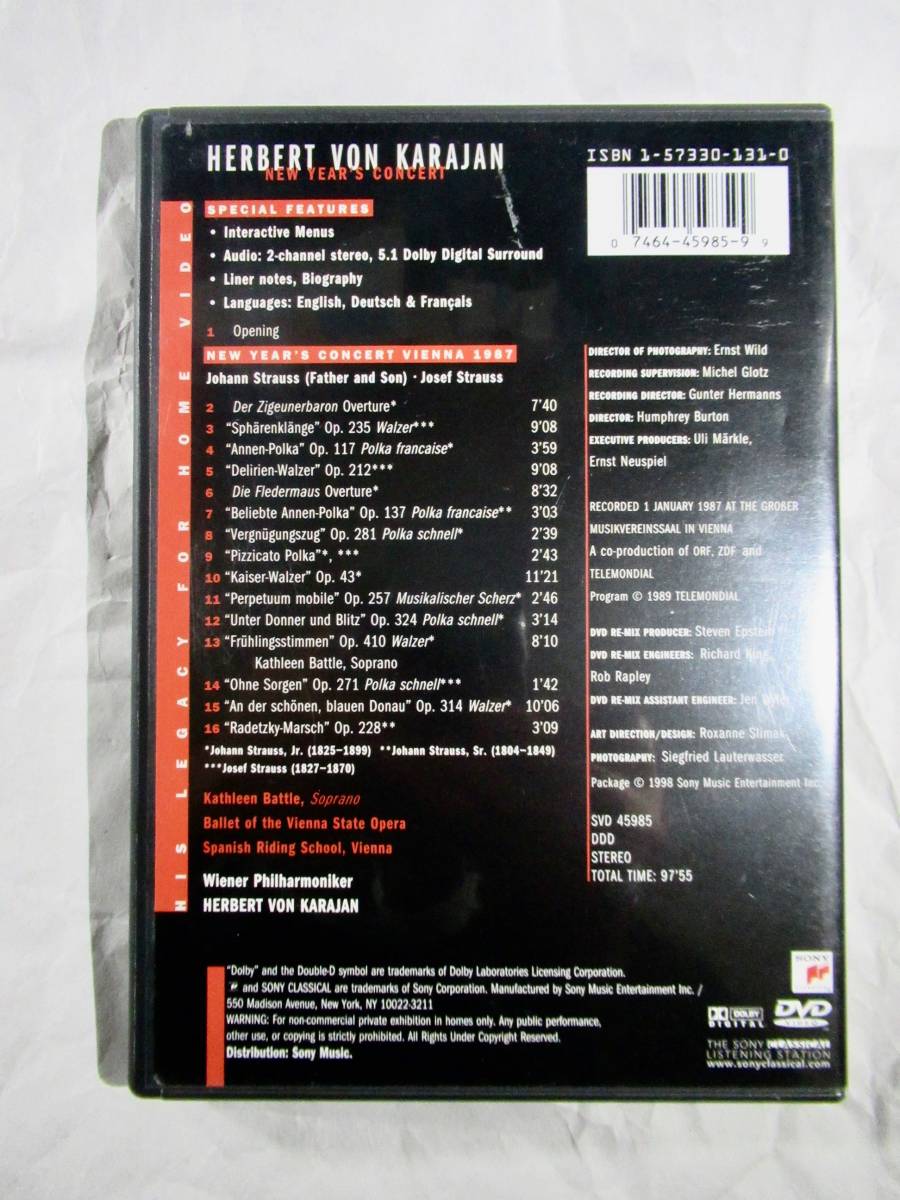 HERBERT VON KARAJAN
NEW YEAR'S CONCERT
ISBN 1-57330-131-0
0 7464-45985-9 9
HIS LEGACY FOR HOME VIDEO
SPECIAL FEATURES
• Interactive Menus
• Audio: 2-channel stereo, 5.1 Dolby Digital Surround
• Liner notes, Biography
• Languages: English, Deutsch & Français
1 Opening
NEW YEAR'S CONCERT VIENNA 1987
Johann Strauss (Father and Son) · Josef Strauss
2 Der Zigeunerbaron Overture* 7'40
3 “Sphärenklänge” Op. 235 Walzer*** 9'08
4 “Annen-Polka” Op. 117 Polka francaise* 3'59
5 “Delirien-Walzer” Op. 212*** 9'08
6 Die Fledermaus Overture* 8'32
7 “Beliebte Annen-Polka” Op. 137 Polka francaise** 3'03
8 “Vergnügungszug” Op. 281 Polka schnell* 2'39
9 “Pizzicato Polka”*, *** 2'43
10 “Kaiser-Walzer” Op. 43* 11'21
11 “Perpetuum mobile” Op. 257 Musikalischer Scherz* 2'46
12 “Unter Donner und Blitz” Op. 324 Polka schnell* 3'14
13 “Frühlingsstimmen” Op. 410 Walzer* 8'10
Kathleen Battle, Soprano
14 “Ohne Sorgen” Op. 271 Polka schnell*** 1'42
15 “An der schönen, blauen Donau” Op. 314 Walzer* 10'06
16 “Radetzky-Marsch” Op. 228** 3'09
*Johann Strauss, Jr. (1825–1899) **Johann Strauss, Sr. (1804–1849)
***Josef Strauss (1827–1870)
Kathleen Battle, Soprano
Ballet of the Vienna State Opera
Spanish Riding School, Vienna
Wiener Philharmoniker
HERBERT VON KARAJAN
DIRECTOR OF PHOTOGRAPHY: Ernst Wild
RECORDING SUPERVISION: Michel Glotz
RECORDING DIRECTOR: Gunter Hermanns
DIRECTOR: Humphrey Burton
EXECUTIVE PRODUCERS: Uli Märkle,
Ernst Neuspiel
RECORDED 1 JANUARY 1987 AT THE GROßER
MUSIKVEREINSSAAL IN VIENNA
A co-production of ORF, ZDF and
TELEMONDIAL
Program © 1989 TELEMONDIAL
DVD RE-MIX PRODUCER: Steven Epstein
DVD RE-MIX ENGINEERS: Richard King,
Rob Rapley
DVD RE-MIX ASSISTANT ENGINEER: Jen
ART DIRECTION/DESIGN: Roxanne Slimak
PHOTOGRAPHY: Siegfried Lauterwasser
Package © 1998 Sony Music Entertainment Inc.
SVD 45985
DDD
STEREO
TOTAL TIME: 97'55
“Dolby” and the Double-D symbol are trademarks of Dolby Laboratories Licensing Corporation.
and SONY CLASSICAL are trademarks of Sony Corporation. Manufactured by Sony Music Entertainment Inc. /
550 Madison Avenue, New York, NY 10022-3211
WARNING: For non-commercial private exhibition in homes only. Any public performance,
other use, or copying is strictly prohibited. All Rights Under Copyright Reserved.
Distribution: Sony Music.
SONY
DOLBY
DIGITAL
DVD
VIDEO
THE SONY CLASSICAL
LISTENING STATION
www.sonyclassical.com